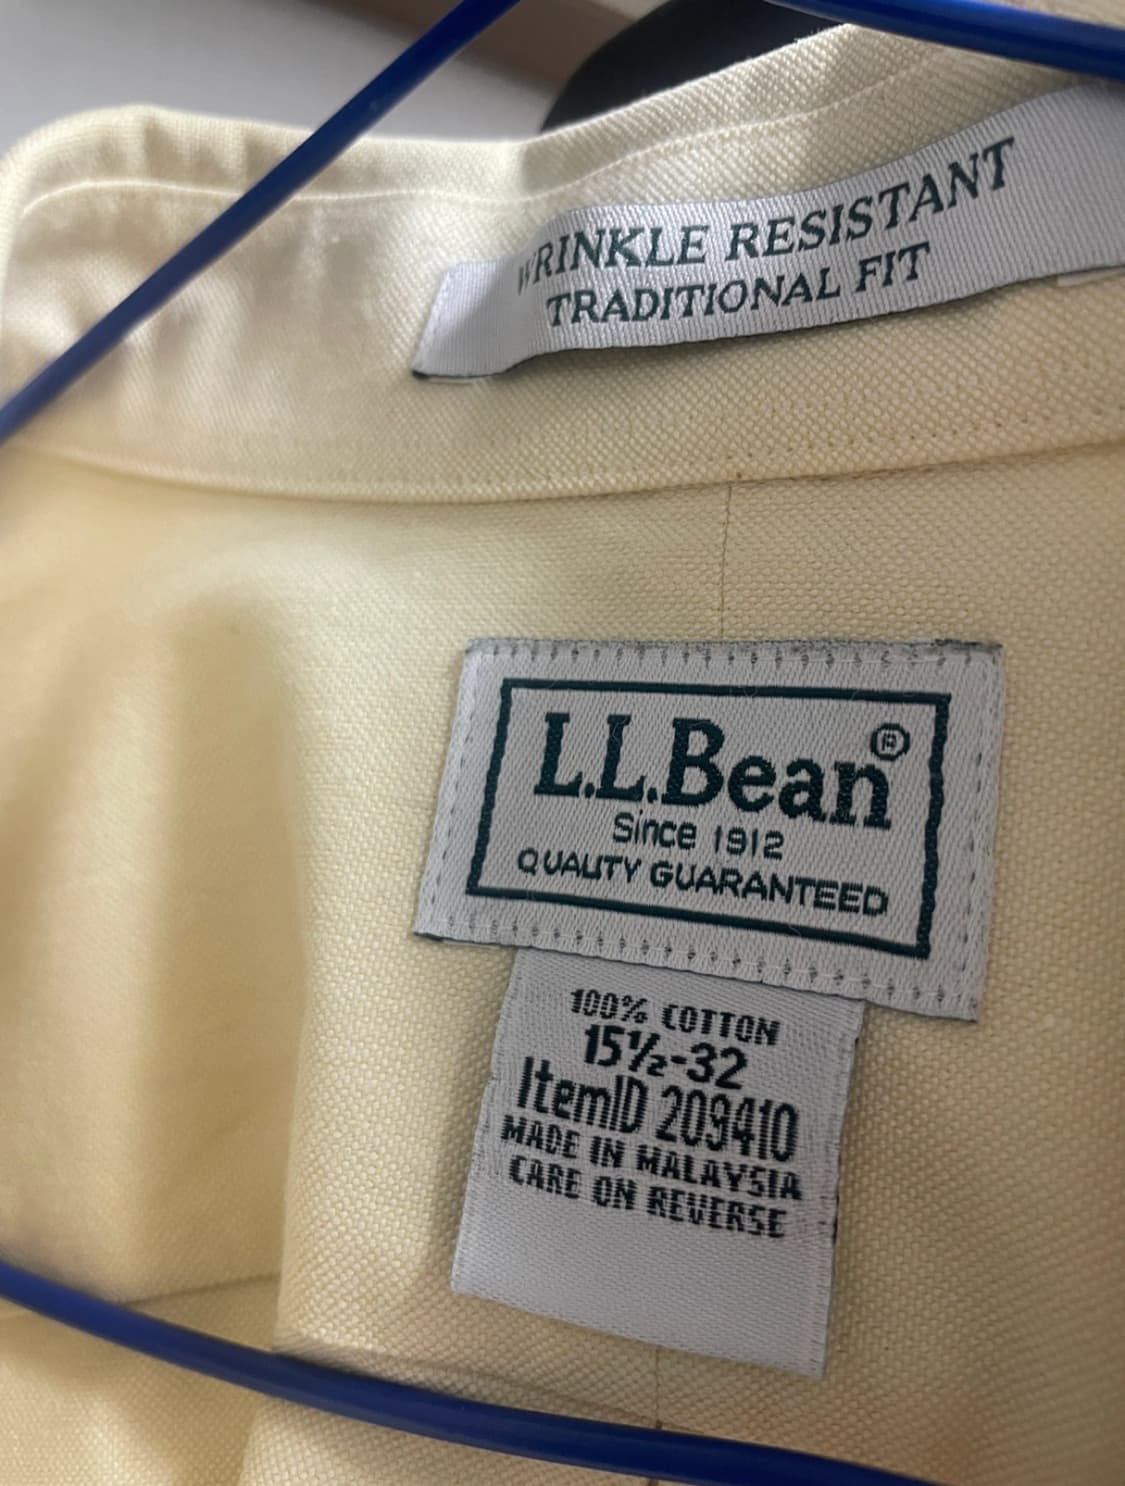 WRINKLE RESISTANT
TRADITIONAL FIT
L.L.Bean®
Since 1912
QUALITY GUARANTEED
100% COTTON
15½-32
ItemID 209410
MADE IN MALAYSIA
CARE ON REVERSE